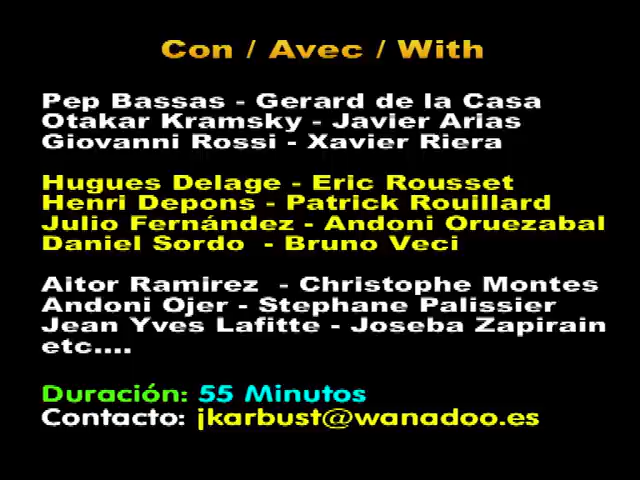 Con / Avec / With
Pep Bassas - Gerard de la Casa
Otakar Kramsky - Javier Arias
Giovanni Rossi - Xavier Riera
Hugues Delage - Eric Rousset
Henri Depons - Patrick Rouillard
Julio Fernández - Andoni Oruezabal
Daniel Sordo - Bruno Veci
Aitor Ramirez - Christophe Montes
Andoni Ojer - Stephane Palissier
Jean Yves Lafitte - Joseba Zapirain
etc....
Duración: 55 Minutos
Contacto: jkarbust@wanadoo.es